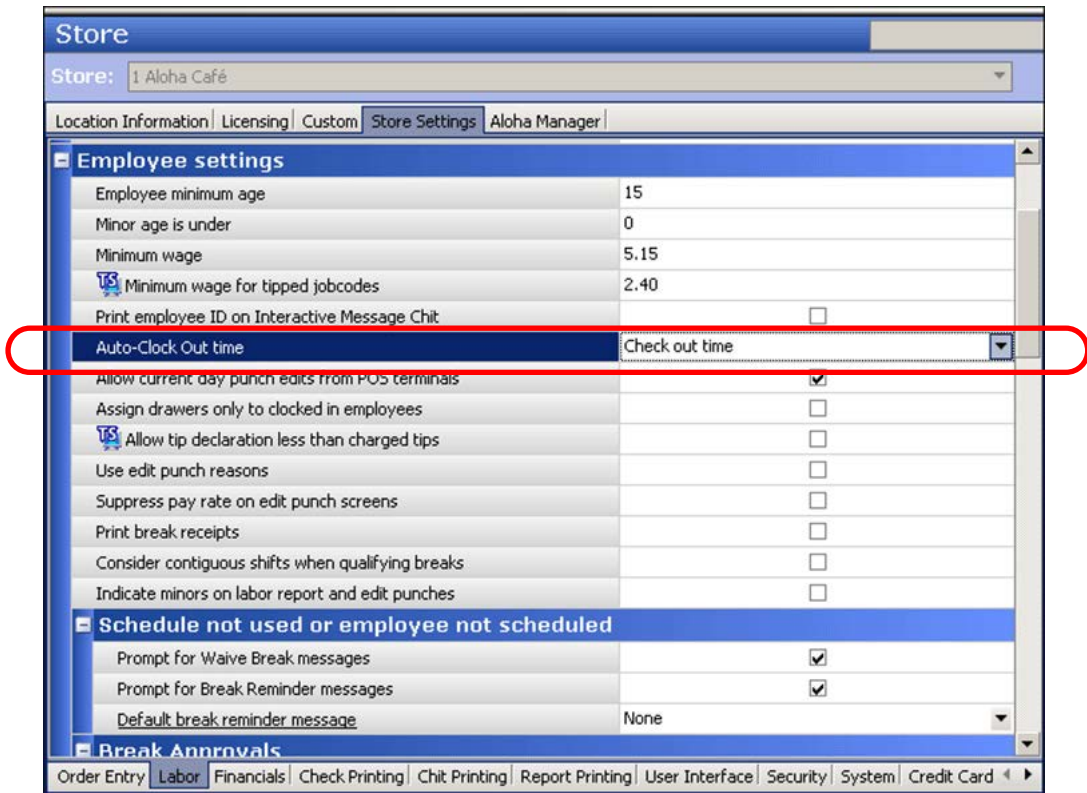 Store
Store: 1 Aloha Café
Location Information Licensing Custom Store Settings Aloha Manager
Employee settings
Employee minimum age 15
Minor age is under 0
Minimum wage 5.15
TS Minimum wage for tipped jobcodes 2.40
Print employee ID on Interactive Message Chit
Auto-Clock Out time Check out time
Allow current day punch edits from POS terminals
Assign drawers only to clocked in employees
TS Allow tip declaration less than charged tips
Use edit punch reasons
Suppress pay rate on edit punch screens
Print break receipts
Consider contiguous shifts when qualifying breaks
Indicate minors on labor report and edit punches
Schedule not used or employee not scheduled
Prompt for Waive Break messages
Prompt for Break Reminder messages
Default break reminder message None
Break Approvals
Order Entry Labor Financials Check Printing Chit Printing Report Printing User Interface Security System Credit Card